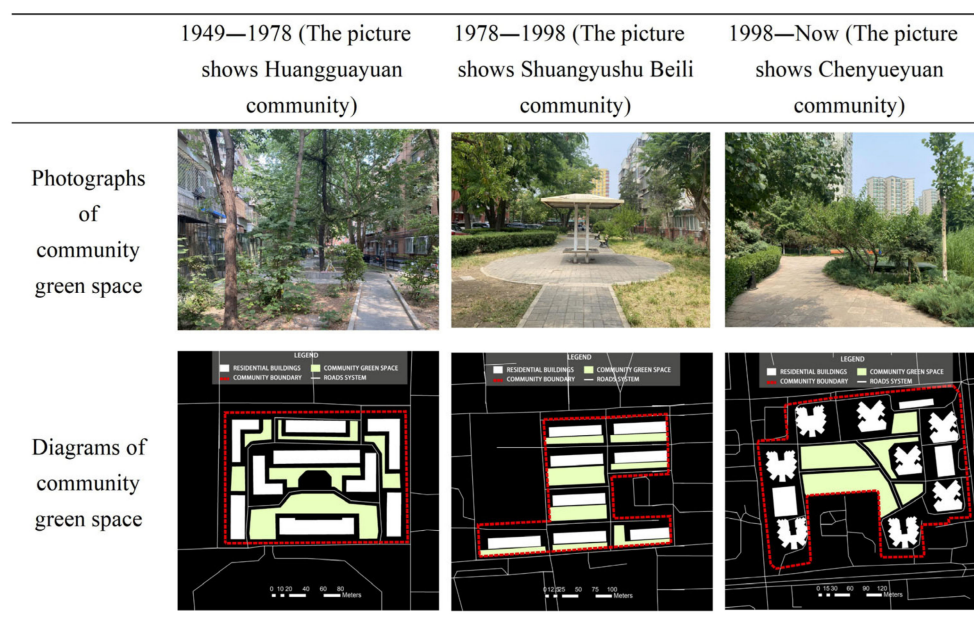 1949—1978 (The picture
shows Huangguayuan
community)
1978—1998 (The picture
shows Shuangyushu Beili
community)
1998—Now (The picture
shows Chenyueyuan
community)
Photographs
of
community
green space
Diagrams of
community
green space
LEGEND
RESIDENTIAL BUILDINGS COMMUNITY GREEN SPACE
COMMUNITY BOUNDARY ROADS SYSTEM
0 10 20 40 60 80
Meters
LEGEND
RESIDENTIAL BUILDINGS COMMUNITY GREEN SPACE
COMMUNITY BOUNDARY ROADS SYSTEM
50 75 100
Meters
LEGEND
RESIDENTIAL BUILDINGS COMMUNITY GREEN SPACE
COMMUNITY BOUNDARY ROADS SYSTEM
0 15 30 60 90 120
Meters